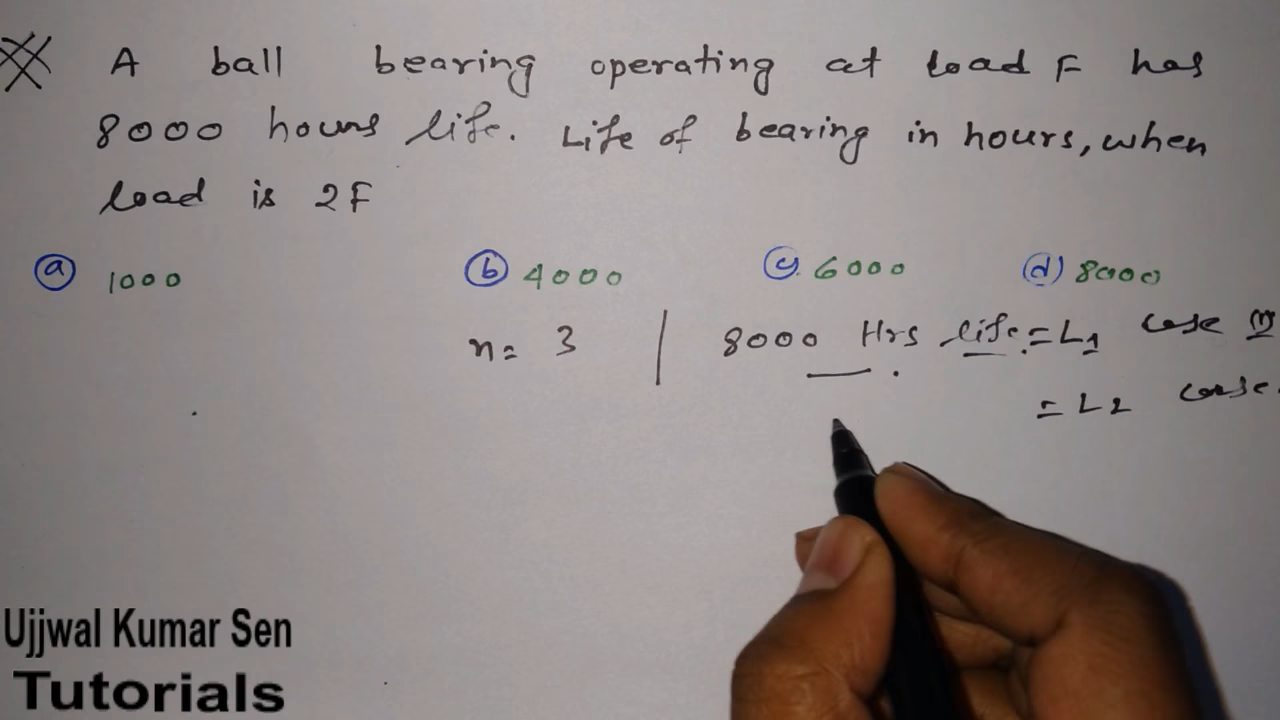 A ball bearing operating at load F has
8000 hours life. Life of bearing in hours, when
load is 2F
(a) 1000 (b) 4000 (c) 6000 (d) 8000
n = 3 | 8000 Hrs life. = L1 case
= L2 case
Ujjwal Kumar Sen
Tutorials